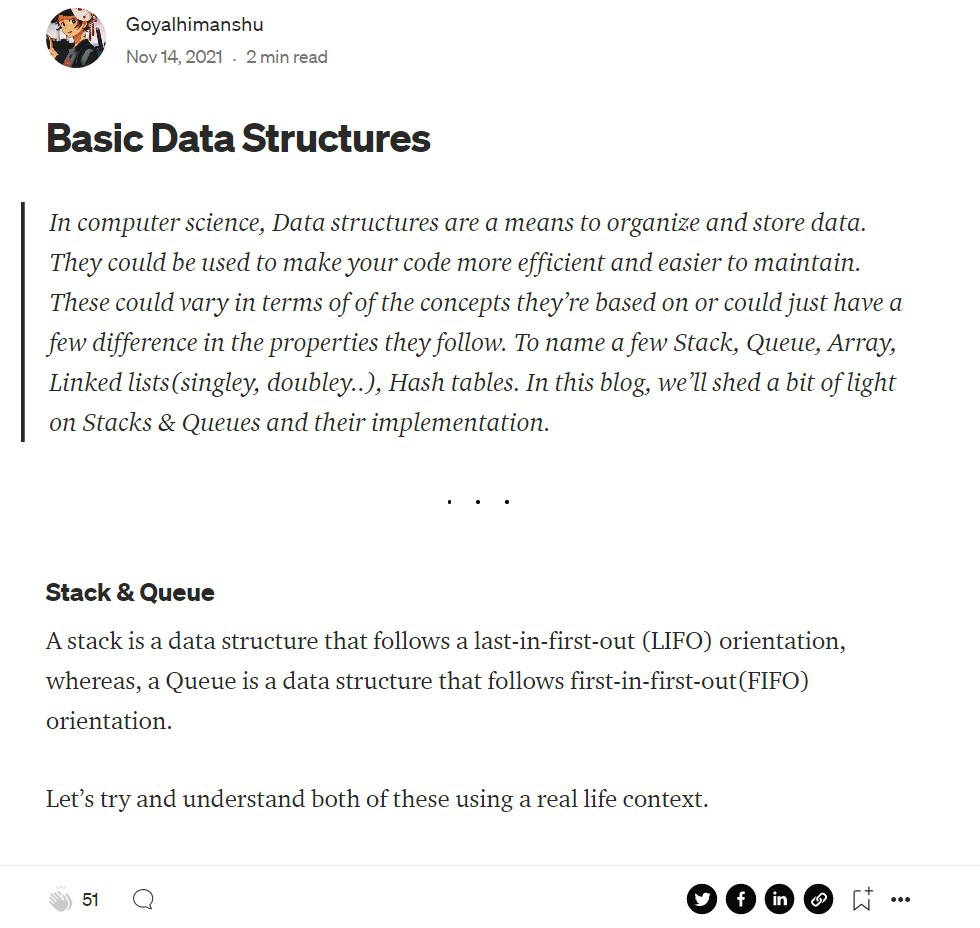 Goyalhimanshu
Nov 14, 2021 · 2 min read
Basic Data Structures
In computer science, Data structures are a means to organize and store data.
They could be used to make your code more efficient and easier to maintain.
These could vary in terms of of the concepts they're based on or could just have a
few difference in the properties they follow. To name a few Stack, Queue, Array,
Linked lists(singley, doubley..), Hash tables. In this blog, we'll shed a bit of light
on Stacks & Queues and their implementation.
. . .
Stack & Queue
A stack is a data structure that follows a last-in-first-out (LIFO) orientation,
whereas, a Queue is a data structure that follows first-in-first-out(FIFO)
orientation.
Let's try and understand both of these using a real life context.
51